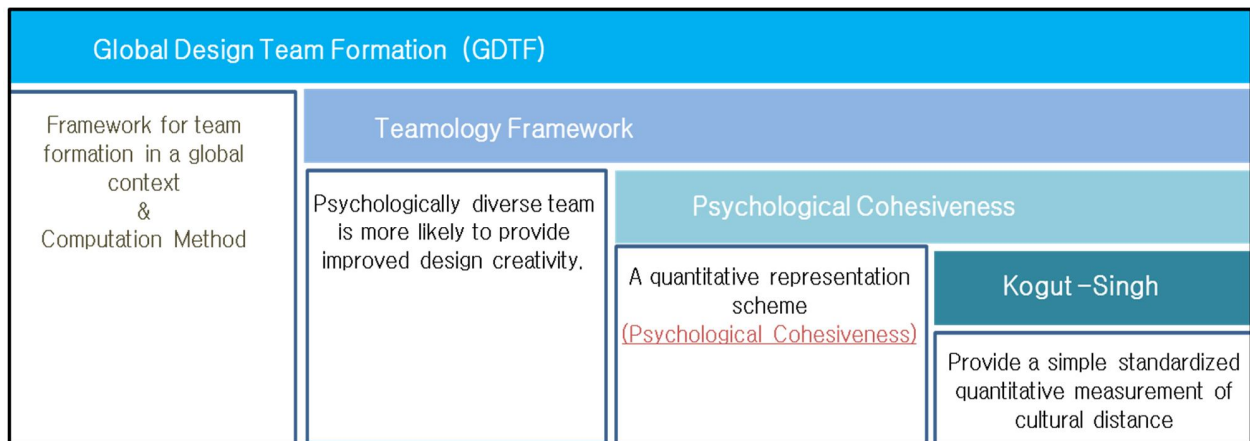 Global Design Team Formation (GDTF)
Framework for team
formation in a global
context
&
Computation Method
Teamology Framework
Psychologically diverse team
is more likely to provide
improved design creativity.
Psychological Cohesiveness
A quantitative representation
scheme
(Psychological Cohesiveness)
Kogut –Singh
Provide a simple standardized
quantitative measurement of
cultural distance